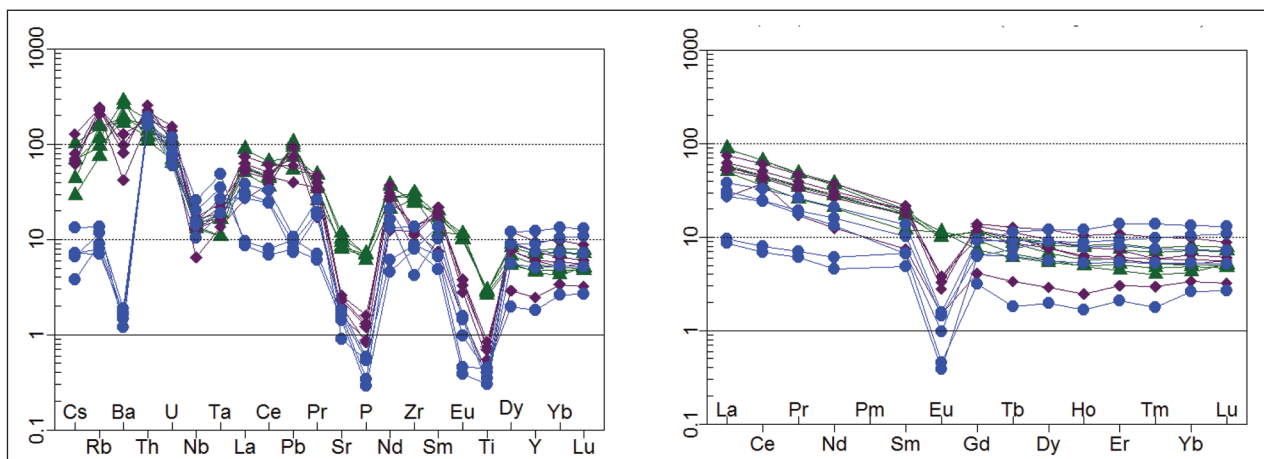 1000
100
10
1
0.1
Cs Ba Th U Nb Ta La Ce Pb Pr Sr P Nd Zr Sm Eu Ti Dy Y Yb Lu
Rb
1000
100
10
1
0.1
La Pr Pm Eu Tb Ho Tm Lu
Ce Nd Sm Gd Dy Er Yb